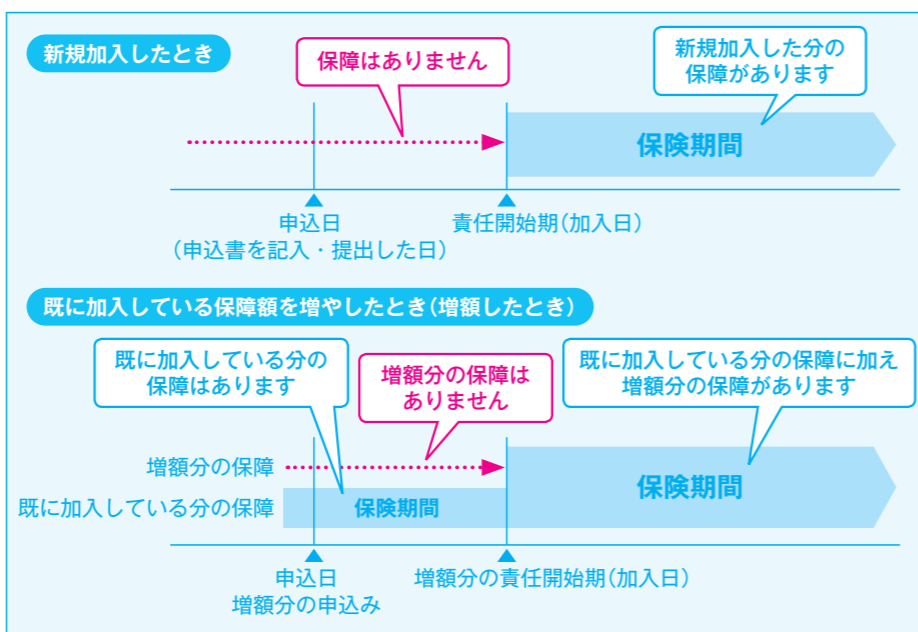 新規加入したとき
保障はありません
新規加入した分の
保障があります
保険期間
申込日
(申込書を記入・提出した日)
責任開始期(加入日)
既に加入している保障額を増やしたとき(増額したとき)
既に加入している分の
保障はあります
増額分の保障は
ありません
既に加入している分の保障に加え
増額分の保障があります
増額分の保障
保険期間
既に加入している分の保障
保険期間
申込日
増額分の申込み
増額分の責任開始期(加入日)